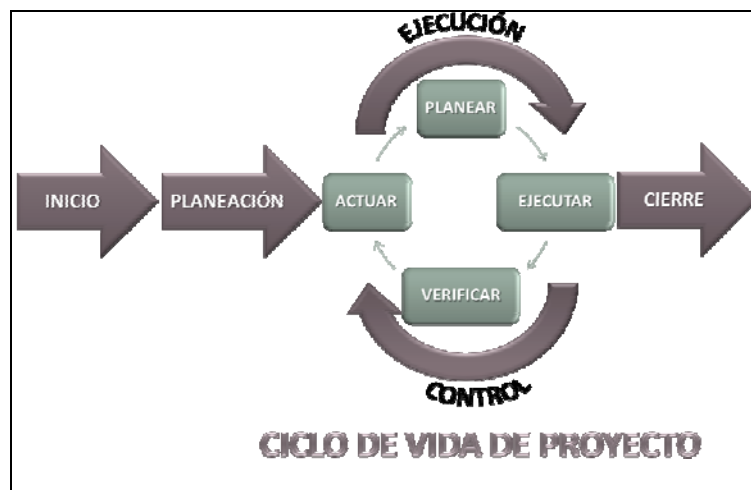 EJECUCIÓN
PLANEAR
INICIO
PLANEACIÓN
ACTUAR
EJECUTAR
CIERRE
VERIFICAR
CONTROL
CICLO DE VIDA DE PROYECTO